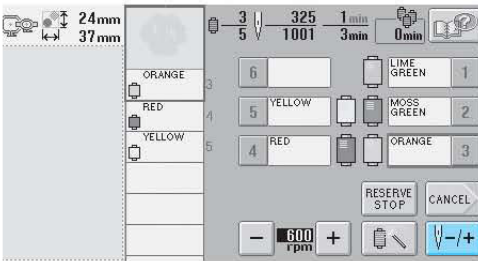 24mm
37mm
3
5
325
1001
1min
3min
0min
ORANGE
3
RED
4
YELLOW
5
6
LIME
GREEN
1
5
YELLOW
MOSS
GREEN
2
4
RED
ORANGE
3
RESERVE
STOP
CANCEL
−
600
rpm
+
−/+